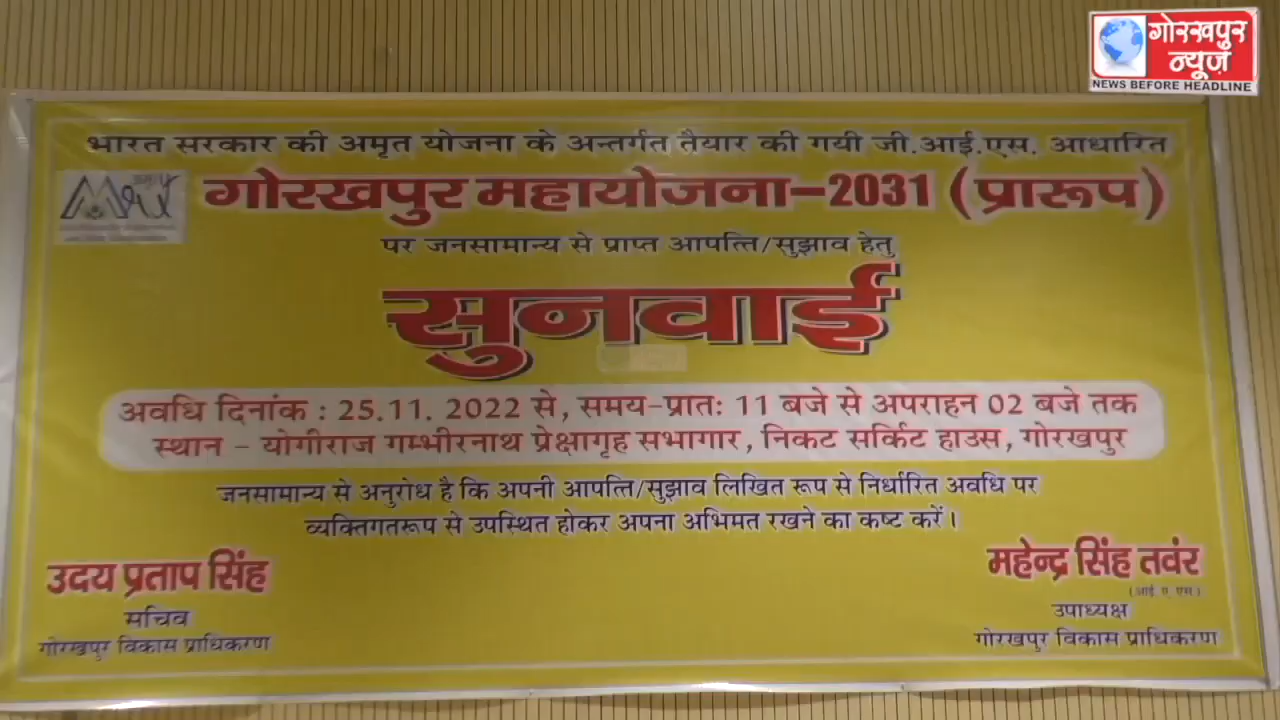 गोरखपुर
न्यूज़
NEWS BEFORE HEADLINE
भारत सरकार की अमृत योजना के अन्तर्गत तैयार की गयी जी.आई.एस. आधारित
गोरखपुर महायोजना-2031 (प्रारूप)
पर जनसामान्य से प्राप्त आपत्ति/सुझाव हेतु
सुनवाई
अवधि दिनांक : 25.11. 2022 से, समय-प्रातः 11 बजे से अपराहन 02 बजे तक
स्थान - योगीराज गम्भीरनाथ प्रेक्षागृह सभागार, निकट सर्किट हाउस, गोरखपुर
जनसामान्य से अनुरोध है कि अपनी आपत्ति/सुझाव लिखित रूप से निर्धारित अवधि पर
व्यक्तिगतरूप से उपस्थित होकर अपना अभिमत रखने का कष्ट करें।
उदय प्रताप सिंह
सचिव
गोरखपुर विकास प्राधिकरण
महेन्द्र सिंह तवंर
(आई. ए. एस.)
उपाध्यक्ष
गोरखपुर विकास प्राधिकरण